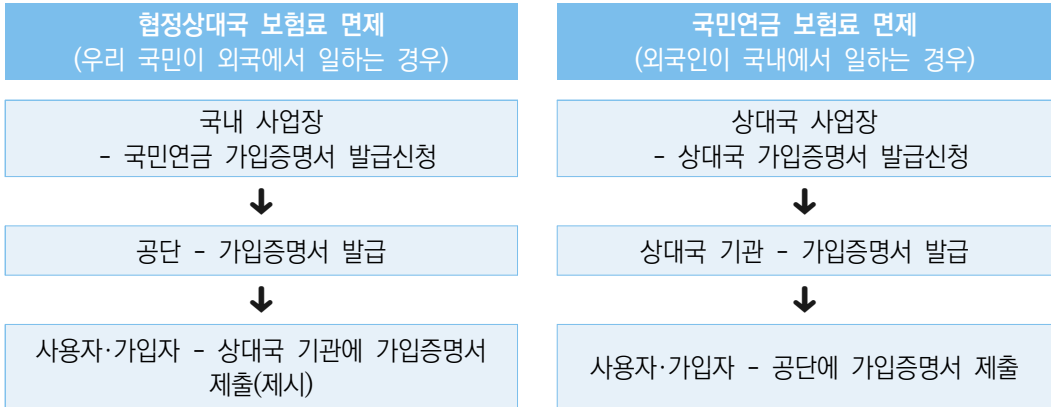 협정상대국 보험료 면제
(우리 국민이 외국에서 일하는 경우)
국내 사업장
- 국민연금 가입증명서 발급신청
공단 - 가입증명서 발급
사용자·가입자 - 상대국 기관에 가입증명서
제출(제시)
국민연금 보험료 면제
(외국인이 국내에서 일하는 경우)
상대국 사업장
- 상대국 가입증명서 발급신청
상대국 기관 - 가입증명서 발급
사용자·가입자 - 공단에 가입증명서 제출